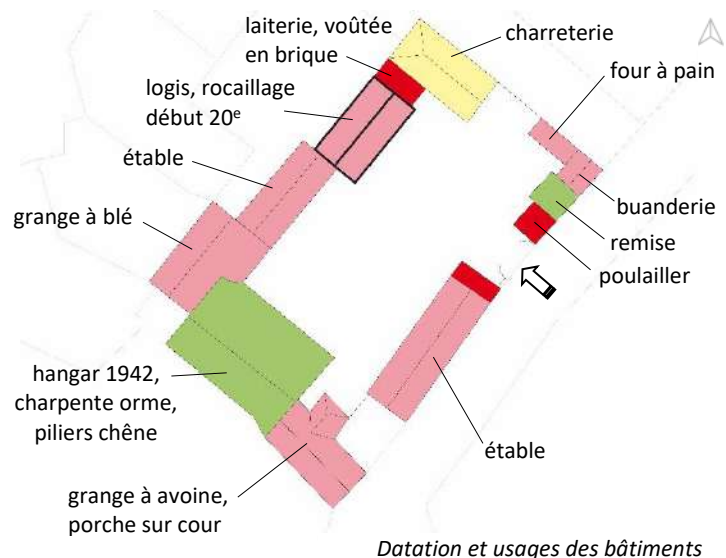 laiterie, voûtée
en brique
charreterie
logis, rocaillage
début 20e
four à pain
étable
grange à blé
buanderie
remise
poulailler
hangar 1942,
charpente orme,
piliers chêne
étable
grange à avoine,
porche sur cour
Datation et usages des bâtiments